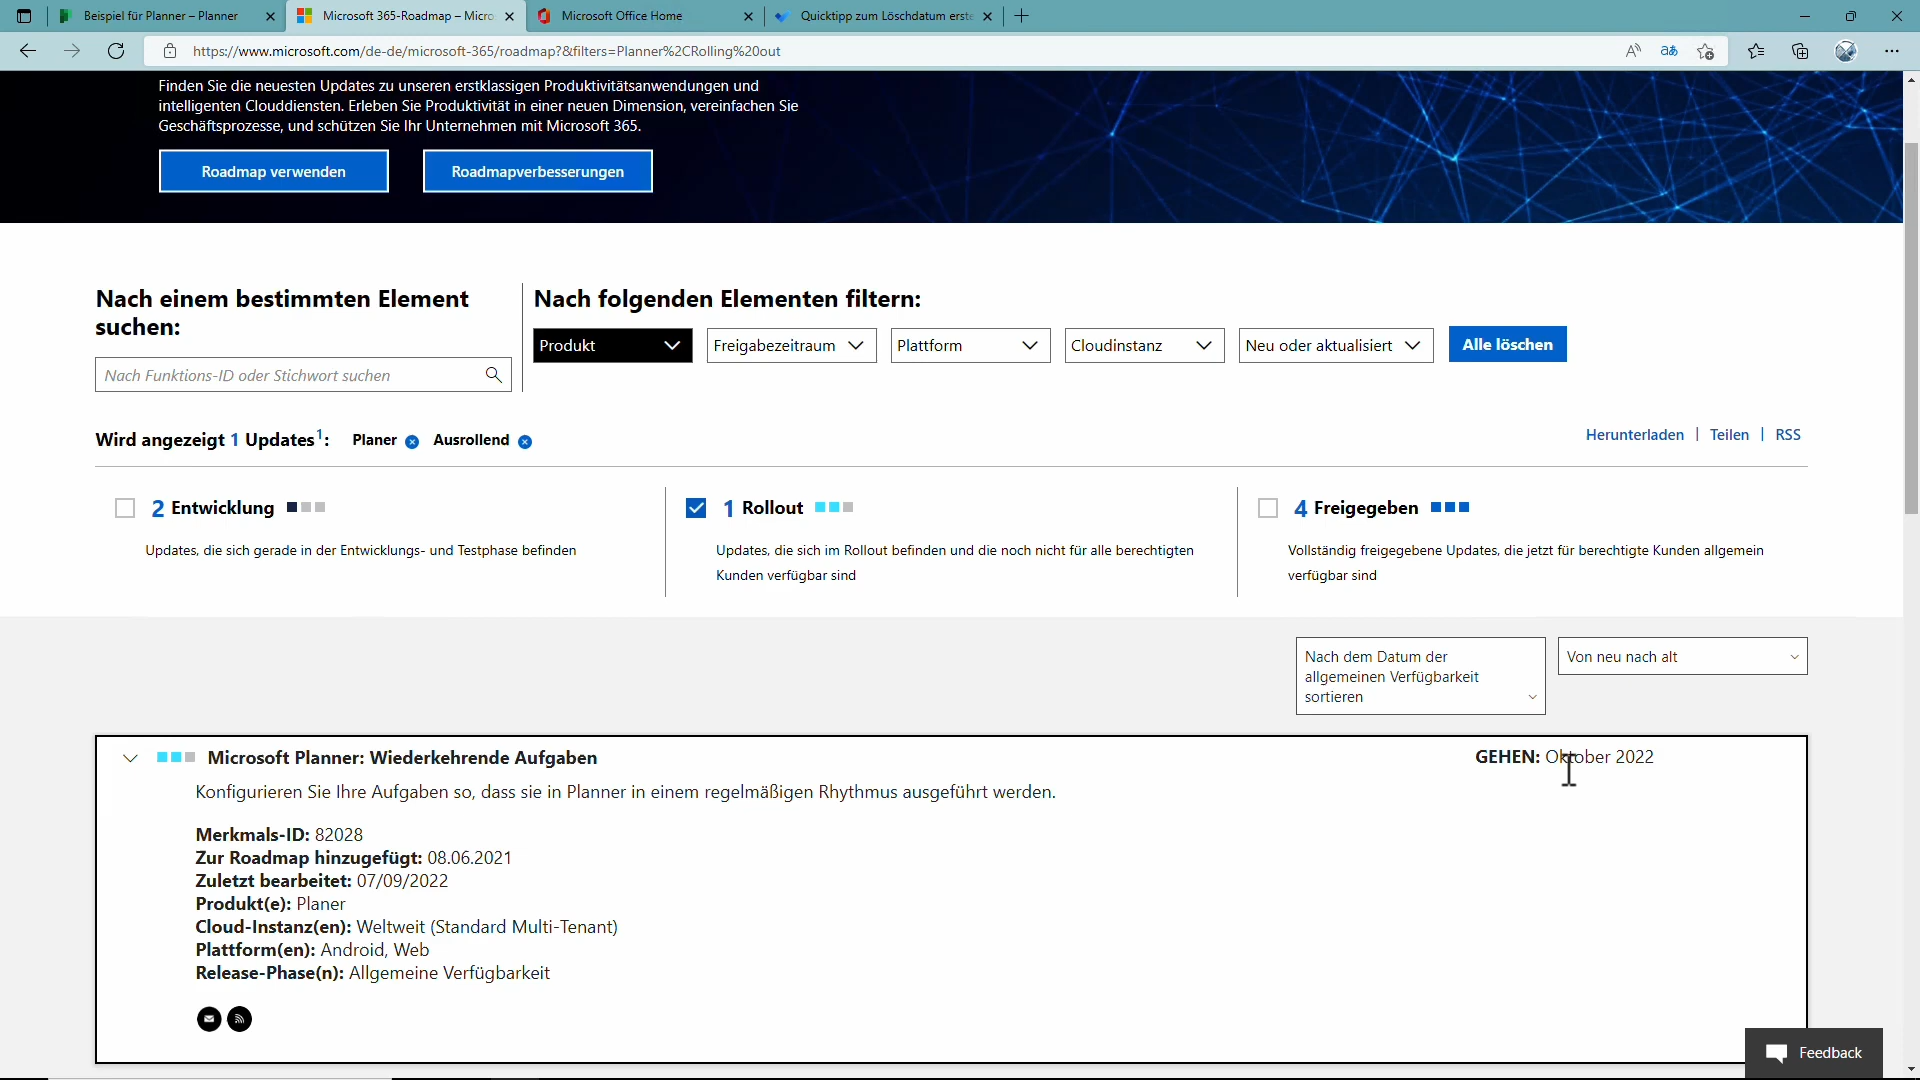 Beispiel für Planner – Planner
Microsoft 365-Roadmap – Micro
Microsoft Office Home
Quicktipp zum Löschdatum erste
https://www.microsoft.com/de-de/microsoft-365/roadmap?&filters=Planner%2CRolling%20out
Finden Sie die neuesten Updates zu unseren erstklassigen Produktivitätsanwendungen und
intelligenten Clouddiensten. Erleben Sie Produktivität in einer neuen Dimension, vereinfachen Sie
Geschäftsprozesse, und schützen Sie Ihr Unternehmen mit Microsoft 365.
Roadmap verwenden
Roadmapverbesserungen
Nach einem bestimmten Element
suchen:
Nach Funktions-ID oder Stichwort suchen
Nach folgenden Elementen filtern:
Produkt
Freigabezeitraum
Plattform
Cloudinstanz
Neu oder aktualisiert
Alle löschen
Wird angezeigt 1 Updates1:
Planer
Ausrollend
Herunterladen | Teilen | RSS
2 Entwicklung
Updates, die sich gerade in der Entwicklungs- und Testphase befinden
1 Rollout
Updates, die sich im Rollout befinden und die noch nicht für alle berechtigten
Kunden verfügbar sind
4 Freigegeben
Vollständig freigegebene Updates, die jetzt für berechtigte Kunden allgemein
verfügbar sind
Nach dem Datum der
allgemeinen Verfügbarkeit
sortieren
Von neu nach alt
Microsoft Planner: Wiederkehrende Aufgaben
GEHEN: Oktober 2022
Konfigurieren Sie Ihre Aufgaben so, dass sie in Planner in einem regelmäßigen Rhythmus ausgeführt werden.
Merkmals-ID: 82028
Zur Roadmap hinzugefügt: 08.06.2021
Zuletzt bearbeitet: 07/09/2022
Produkt(e): Planer
Cloud-Instanz(en): Weltweit (Standard Multi-Tenant)
Plattform(en): Android, Web
Release-Phase(n): Allgemeine Verfügbarkeit
Feedback